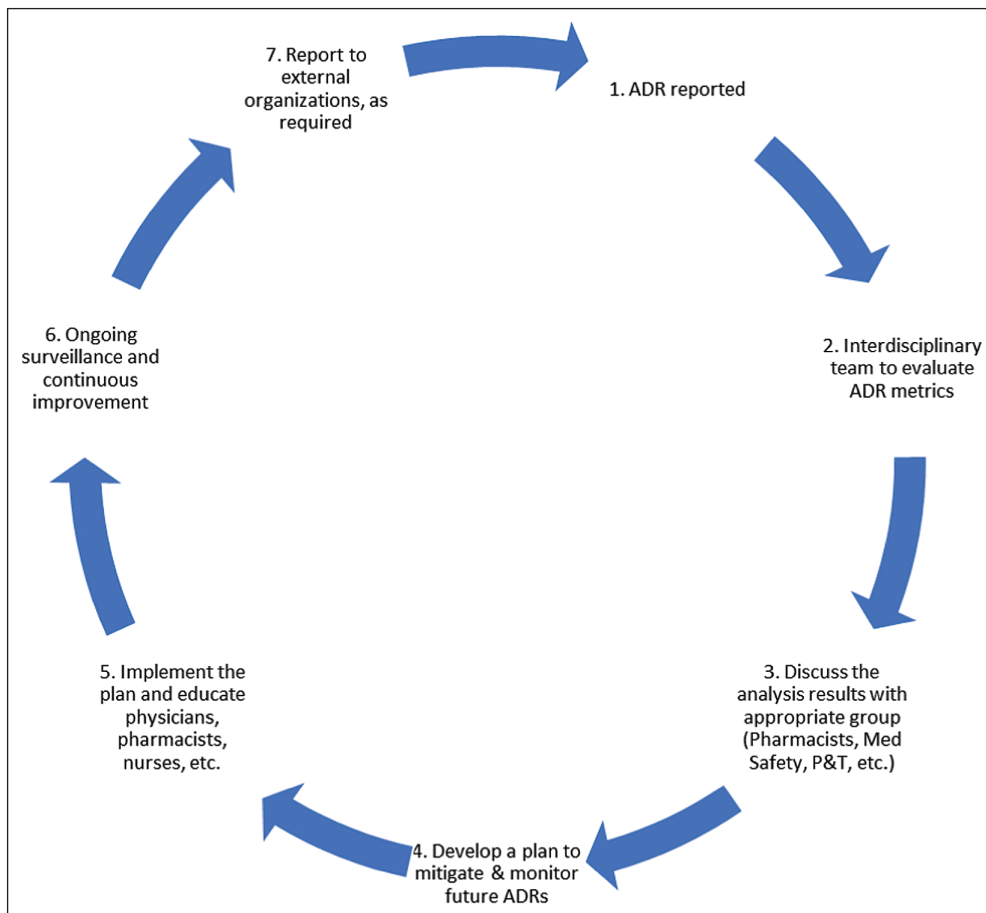 1. ADR reported
2. Interdisciplinary
team to evaluate
ADR metrics
3. Discuss the
analysis results with
appropriate group
(Pharmacists, Med
Safety, P&T, etc.)
4. Develop a plan to
mitigate & monitor
future ADRs
5. Implement the
plan and educate
physicians,
pharmacists,
nurses, etc.
6. Ongoing
surveillance and
continuous
improvement
7. Report to
external
organizations, as
required